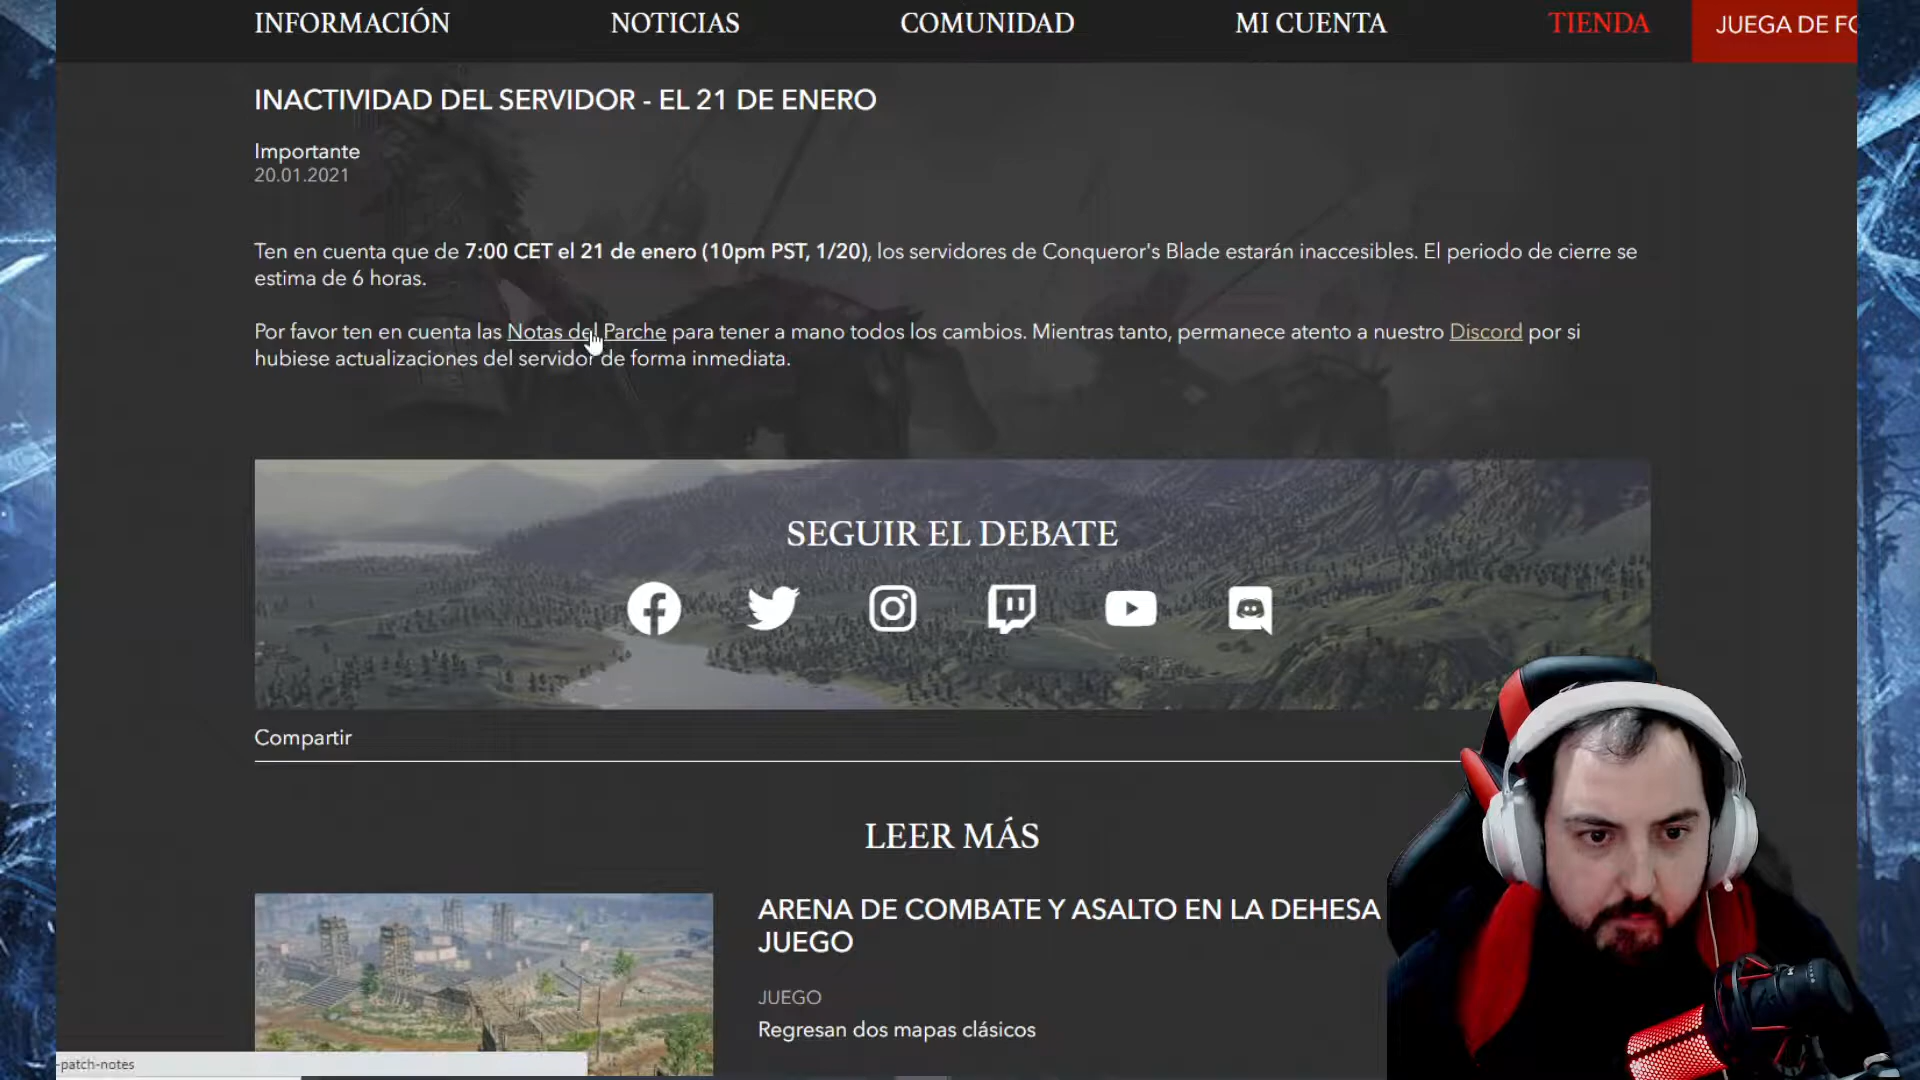 INFORMACIÓN
NOTICIAS
COMUNIDAD
MI CUENTA
TIENDA
JUEGA DE FO
INACTIVIDAD DEL SERVIDOR - EL 21 DE ENERO
Importante
20.01.2021
Ten en cuenta que de 7:00 CET el 21 de enero (10pm PST, 1/20), los servidores de Conqueror's Blade estarán inaccesibles. El periodo de cierre se
estima de 6 horas.
Por favor ten en cuenta las Notas del Parche para tener a mano todos los cambios. Mientras tanto, permanece atento a nuestro Discord por si
hubiese actualizaciones del servidor de forma inmediata.
SEGUIR EL DEBATE
Compartir
LEER MÁS
ARENA DE COMBATE Y ASALTO EN LA DEHESA
JUEGO
JUEGO
Regresan dos mapas clásicos
-patch-notes